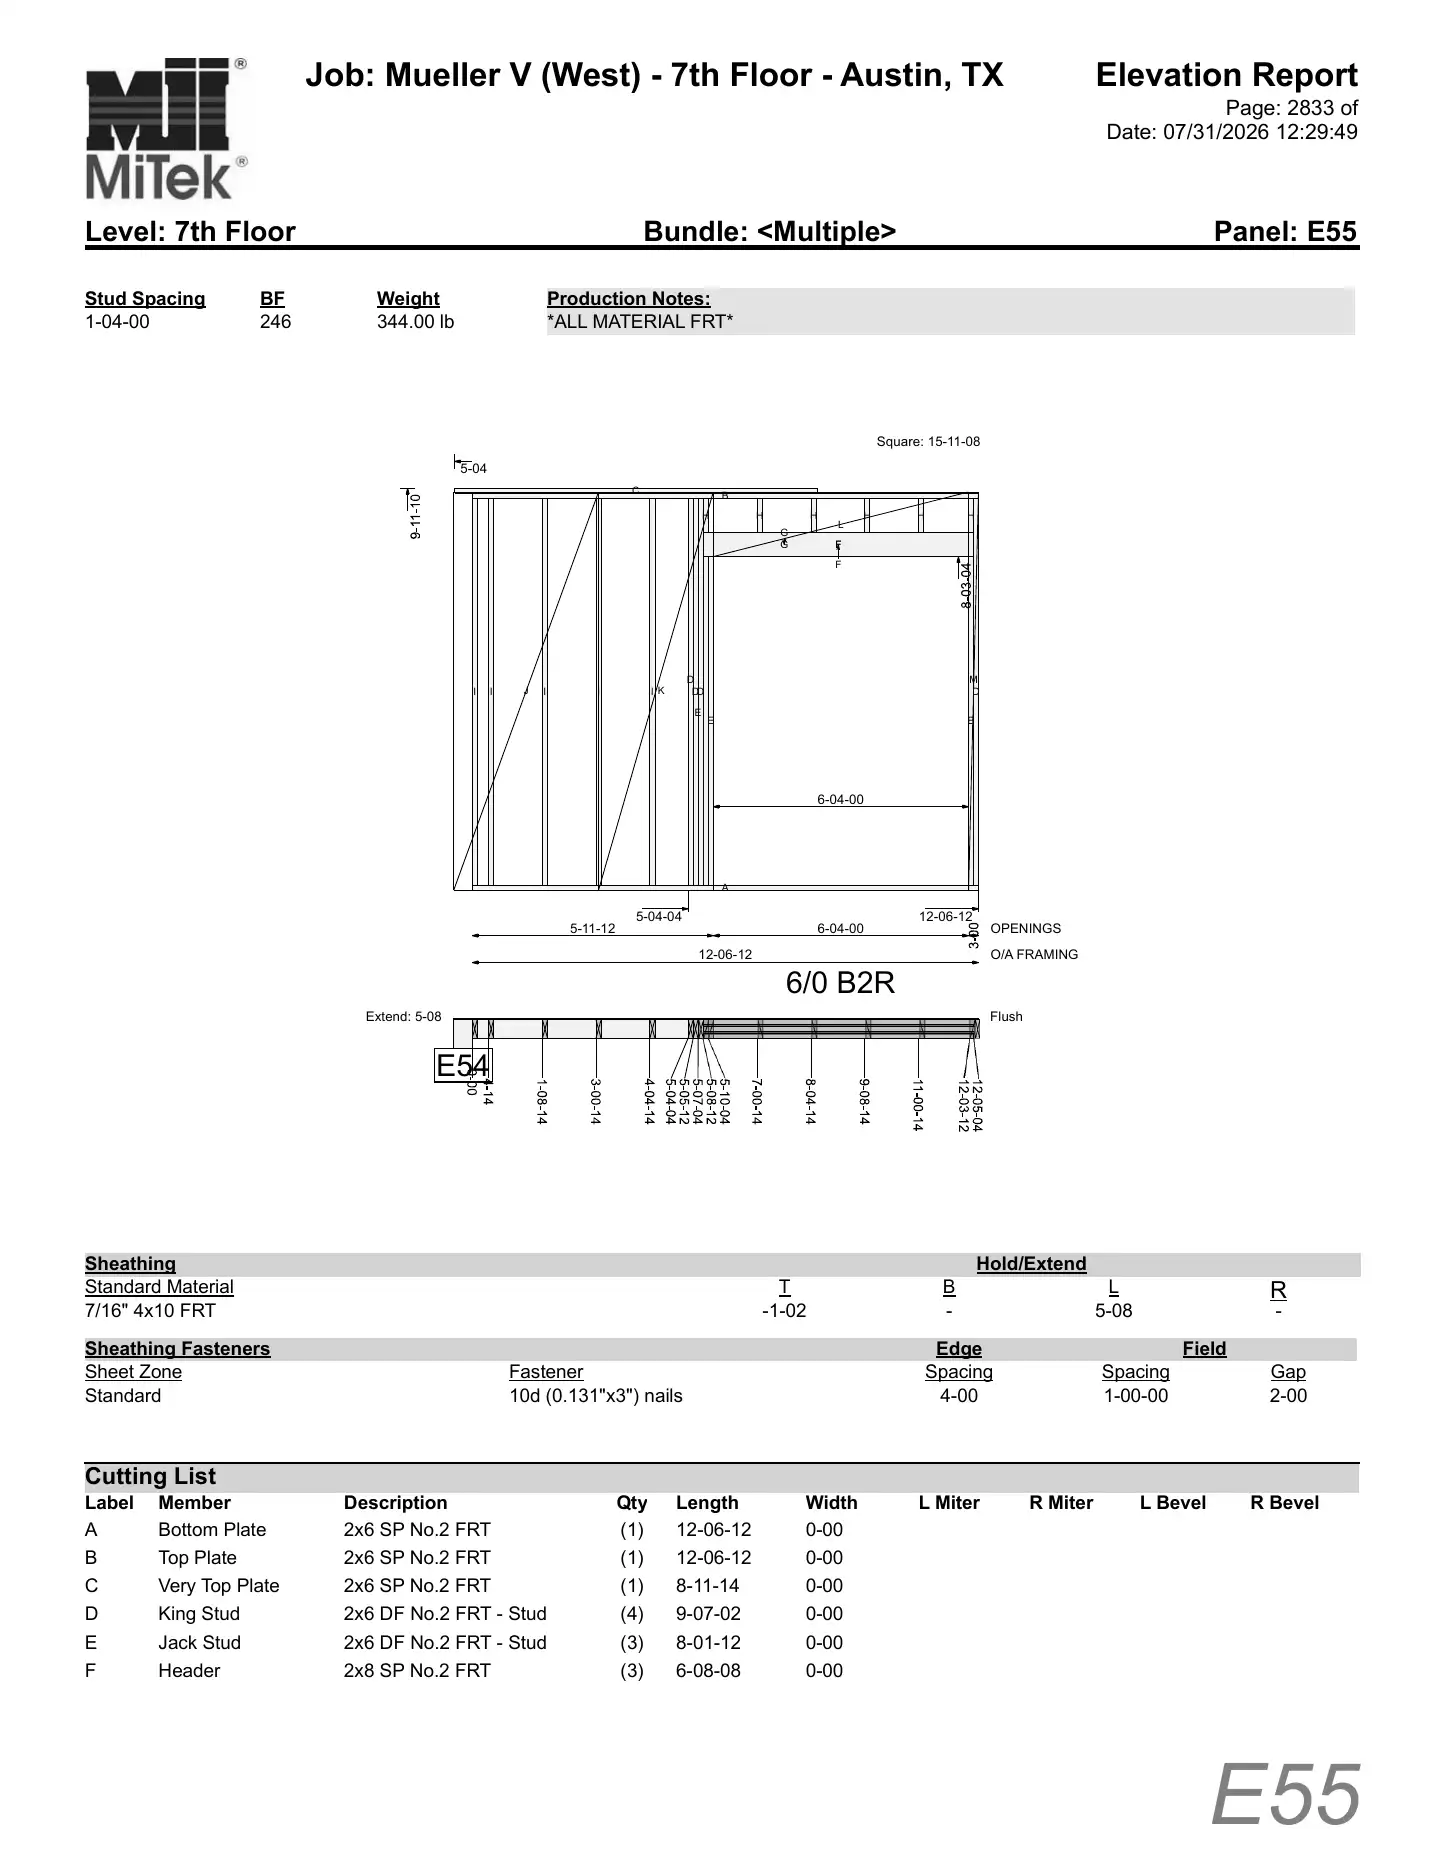 MiTek®
Job: Mueller V (West) - 7th Floor - Austin, TX
Elevation Report
Page: 2833 of
Date: 07/31/2026 12:29:49
Level: 7th Floor Bundle: <Multiple> Panel: E55
Stud Spacing BF Weight Production Notes:
1-04-00 246 344.00 lb *ALL MATERIAL FRT*
Square: 15-11-08
5-04
9-11-10
C
B
H H H H H H
L
G
G
F
F
8-03-04
D M
I I J I I K D D D
E
E E
6-04-00
A
5-04-04 12-06-12
5-11-12 6-04-00 3-00 OPENINGS
12-06-12 O/A FRAMING
6/0 B2R
Extend: 5-08 Flush
E54
4-14
1-08-14
3-00-14
4-04-14
5-04-04
5-05-12
5-07-04
5-08-12
5-10-04
7-00-14
8-04-14
9-08-14
11-00-14
12-03-12
12-05-04
Sheathing Hold/Extend
Standard Material T B L R
7/16" 4x10 FRT -1-02 - 5-08 -
Sheathing Fasteners Edge Field
Sheet Zone Fastener Spacing Spacing Gap
Standard 10d (0.131"x3") nails 4-00 1-00-00 2-00
Cutting List
Label Member Description Qty Length Width L Miter R Miter L Bevel R Bevel
A Bottom Plate 2x6 SP No.2 FRT (1) 12-06-12 0-00
B Top Plate 2x6 SP No.2 FRT (1) 12-06-12 0-00
C Very Top Plate 2x6 SP No.2 FRT (1) 8-11-14 0-00
D King Stud 2x6 DF No.2 FRT - Stud (4) 9-07-02 0-00
E Jack Stud 2x6 DF No.2 FRT - Stud (3) 8-01-12 0-00
F Header 2x8 SP No.2 FRT (3) 6-08-08 0-00
E55